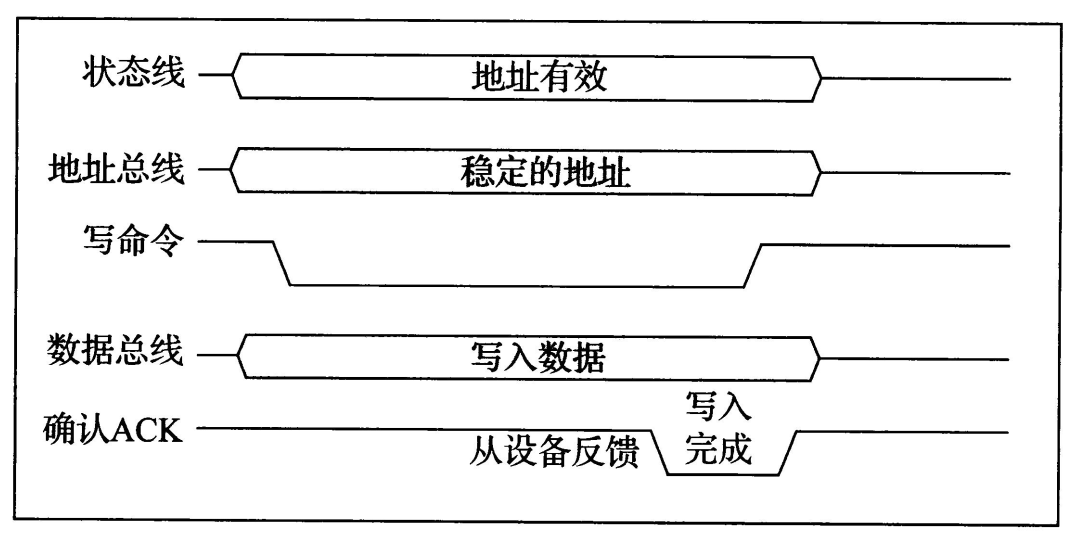 状态线 地址有效
地址总线 稳定的地址
写命令
数据总线 写入数据
确认ACK 从设备反馈 写入
完成